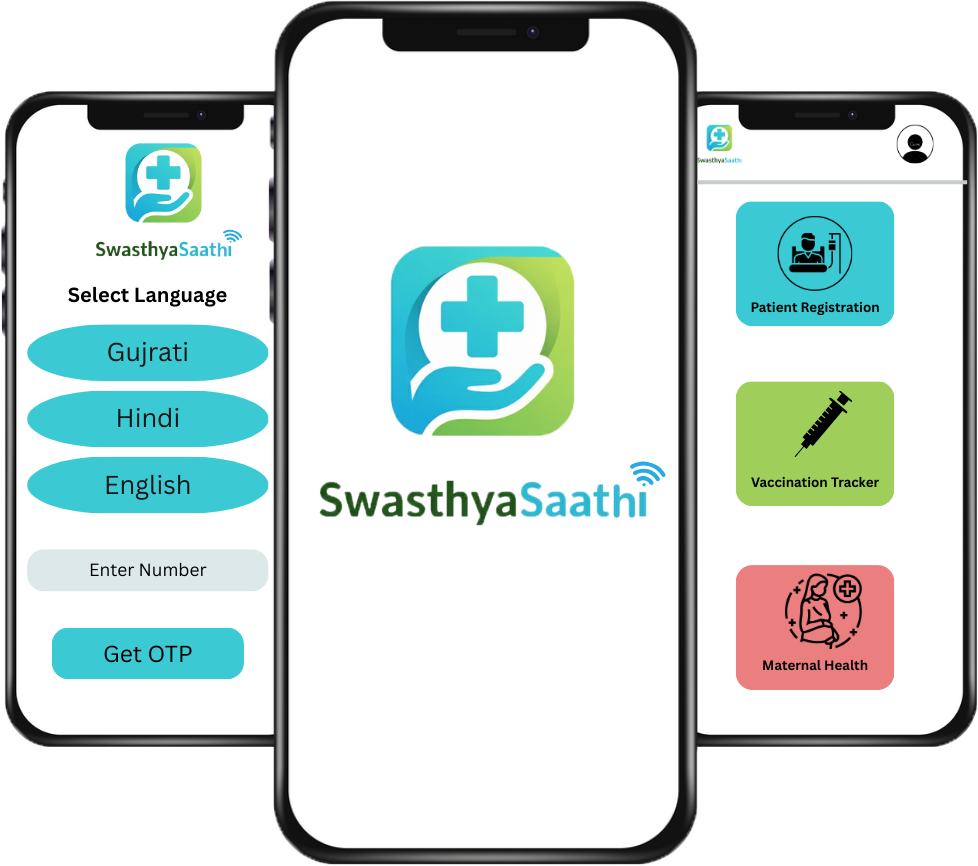 SwasthyaSaathi
Select Language
Gujrati
Hindi
English
Enter Number
Get OTP
SwasthyaSaathi
SwasthyaSaathi
Patient Registration
Vaccination Tracker
Maternal Health